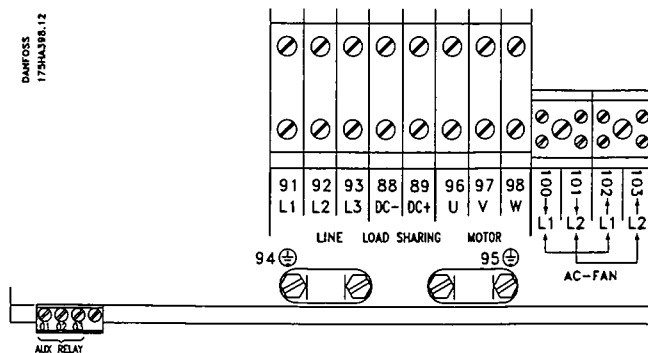 DANFOSS
175HA398.12
91 92 93 88 89 96 97 98 100 101 102 103
L1 L2 L3 DC- DC+ U V W L1 L2 L1 L2
LINE LOAD SHARING MOTOR
94 95
AC-FAN
01 02 03
AUX RELAY